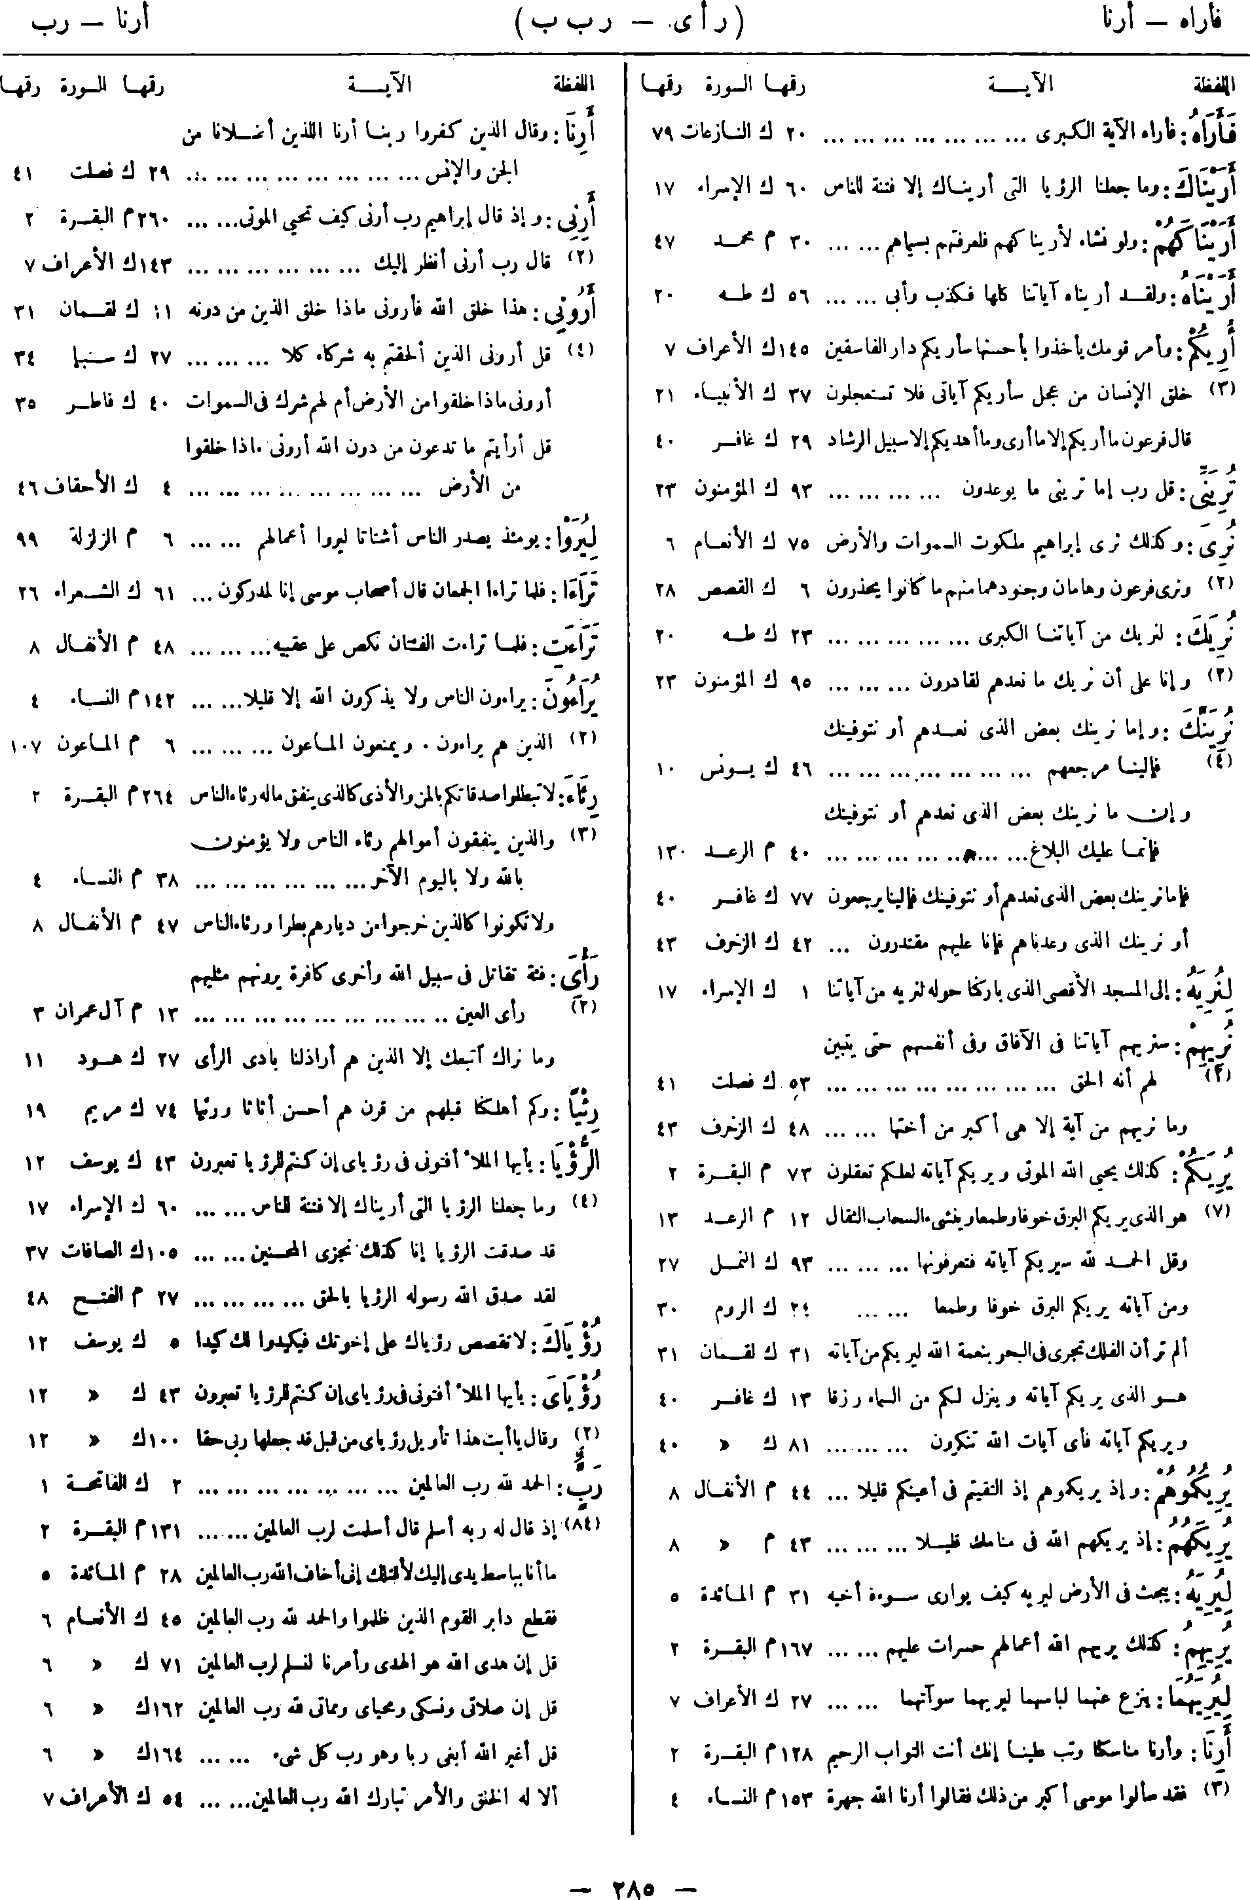 فأراه — أرنا (رأى — ربب) أرنا — رب
اللفظة الآيـــة رقمها السورة رقمها
فَأَرَاهُ : فأراه الآية الكبرى ... ... ... ... ... ... ... ٢٠ ك النازعات ٧٩
أَرَيْنَاكَ : وما جعلنا الرؤيا التى أريناك إلا فتنة للناس ٦٠ ك الإسراء ١٧
أَرَيْنَاكَهُمْ : ولو نشاء لأريناكهم فلعرفتهم بسيماهم ... ... ٣٠ م محمد ٤٧
أَرَيْنَاهُ : ولقد أريناه آياتنا كلها فكذب وأبى ... ... ٥٦ ك طه ٢٠
أُرِيكُمْ : وأمر قومك يأخذوا بأحسنها سأريكم دار الفاسقين ١٤٥ ك الأعراف ٧
(٣) خلق الإنسان من عجل سأريكم آياتى فلا تستعجلون ٣٧ ك الأنبياء ٢١
قال فرعون ما أريكم إلا ما أرى وما أهديكم إلا سبيل الرشاد ٢٩ ك غافر ٤٠
تُرِيَنِّى : قل رب إما ترينى ما يوعدون ... ... ... ... ٩٣ ك المؤمنون ٢٣
نُرِى : وكذلك نرى إبراهيم ملكوت السموات والأرض ٧٥ ك الأنعام ٦
(٢) ونرى فرعون وهامان وجنودهما منهم ما كانوا يحذرون ٦ ك القصص ٢٨
نُرِيَكَ : لنريك من آياتنا الكبرى ... ... ... ... ... ٢٣ ك طه ٢٠
(٢) وإنا على أن نريك ما نعدهم لقادرون ... ... ... ٩٥ ك المؤمنون ٢٣
نُرِيَنَّكَ : وإما نرينك بعض الذى نعدهم أو نتوفينك
(٤) فإلينا مرجعهم ... ... ... ... ... ... ... ٤٦ ك يونس ١٠
وإن ما نرينك بعض الذى نعدهم أو نتوفينك
فإنما عليك البلاغ ... ... ... ... ... ... ٤٠ م الرعد ١٣
فإما نرينك بعض الذى نعدهم أو نتوفينك فإلينا يرجعون ٧٧ ك غافر ٤٠
أو نرينك الذى وعدناهم فإنا عليهم مقتدرون ... ٤٢ ك الزخرف ٤٣
لِنُرِيَهُ : إلى المسجد الأقصى الذى باركنا حوله لنريه من آياتنا ١ ك الإسراء ١٧
نُرِيهِمْ : سنريهم آياتنا فى الآفاق وفى أنفسهم حتى يتبين
(٢) لهم أنه الحق ... ... ... ... ... ... ... ... ٥٣ ك فصلت ٤١
وما نريهم من آية إلا هى أكبر من أختها ... ... ٤٨ ك الزخرف ٤٣
يُرِيكُمْ : كذلك يحيى الله الموتى ويريكم آياته لعلكم تعقلون ٧٣ م البقرة ٢
(٧) هو الذى يريكم البرق خوفا وطمعا وينشىء السحاب الثقال ١٢ م الرعد ١٣
وقل الحمد لله سيريكم آياته فتعرفونها ... ... ... ٩٣ ك النمل ٢٧
ومن آياته يريكم البرق خوفا وطمعا ... ... ٢٤ ك الروم ٣٠
ألم تر أن الفلك تجرى فى البحر بنعمة الله ليريكم من آياته ٣١ ك لقمان ٣١
هو الذى يريكم آياته وينزل لكم من السماء رزقا ١٣ ك غافر ٤٠
ويريكم آياته فأى آيات الله تنكرون ... ... ... ٨١ ك » ٤٠
يُرِيكُمُوهُمْ : وإذ يريكموهم إذ التقيتم فى أعينكم قليلا ... ٤٤ م الأنفال ٨
يُرِيكَهُمُ : إذ يريكهم الله فى منامك قليلا ... ... ... ٤٣ م » ٨
لِيُرِيَهُ : يبحث فى الأرض ليريه كيف يوارى سوءة أخيه ٣١ م المائدة ٥
يُرِيهِمُ : كذلك يريهم الله أعمالهم حسرات عليهم ... ... ١٦٧ م البقرة ٢
لِيُرِيَهُمَا : ينزع عنهما لباسهما ليريهما سوآتهما ... ... ٢٧ ك الأعراف ٧
أَرِنَا : وأرنا مناسكنا وتب علينا إنك أنت التواب الرحيم ١٢٨ م البقرة ٢
(٣) فقد سألوا موسى أكبر من ذلك فقالوا أرنا الله جهرة ١٥٣ م النساء ٤
اللفظة الآيـــة رقمها السورة رقمها
أَرِنَا : وقال الذين كفروا ربنا أرنا اللذين أضلانا من
الجن والإنس ... ... ... ... ... ... ... ... ٢٩ ك فصلت ٤١
أَرِنِى : وإذ قال إبراهيم رب أرنى كيف تحيى الموتى ... ... ٢٦٠ م البقرة ٢
(٢) قال رب أرنى أنظر إليك ... ... ... ... ... ... ١٤٣ ك الأعراف ٧
أَرُونِى : هذا خلق الله فأرونى ماذا خلق الذين من دونه ١١ ك لقمان ٣١
(٤) قل أرونى الذين ألحقتم به شركاء كلا ... ... ... ٢٧ ك سبأ ٣٤
أرونى ماذا خلقوا من الأرض أم لهم شرك فى السموات ٤٠ ك فاطر ٣٥
قل أرأيتم ما تدعون من دون الله أرونى ماذا خلقوا
من الأرض ... ... ... ... ... ... ... ... ٤ ك الأحقاف ٤٦
لِيُرَوْا : يومئذ يصدر الناس أشتاتا ليروا أعمالهم ... ... ٦ م الزلزلة ٩٩
تَرَاءَا : فلما تراءا الجمعان قال أصحاب موسى إنا لمدركون ... ٦١ ك الشعراء ٢٦
تَرَاءَتِ : فلما تراءت الفئتان نكص على عقبيه ... ... ... ٤٨ م الأنفال ٨
يُرَاءُونَ : يراءون الناس ولا يذكرون الله إلا قليلا ... ... ١٤٢ م النساء ٤
(٢) الذين هم يراءون . ويمنعون الماعون ... ... ... ٦ م الماعون ١٠٧
رِئَاءَ : لا تبطلوا صدقاتكم بالمن والأذى كالذى ينفق ماله رئاء الناس ٢٦٤ م البقرة ٢
(٣) والذين ينفقون أموالهم رئاء الناس ولا يؤمنون
بالله ولا باليوم الآخر ... ... ... ... ... ... ٣٨ م النساء ٤
ولا تكونوا كالذين خرجوا من ديارهم بطرا ورئاء الناس ٤٧ م الأنفال ٨
رَأْىَ : فئة تقاتل فى سبيل الله وأخرى كافرة يرونهم مثليهم
(٢) رأى العين ... ... ... ... ... ... ... ... ١٣ م آل عمران ٣
وما نراك اتبعك إلا الذين هم أراذلنا بادى الرأى ٢٧ ك هود ١١
رِئْيًا : وكم أهلكنا قبلهم من قرن هم أحسن أثاثا ورئيا ٧٤ ك مريم ١٩
الرُّؤْيَا : يأيها الملأ أفتونى فى رؤياى إن كنتم للرؤيا تعبرون ٤٣ ك يوسف ١٢
(٤) وما جعلنا الرؤيا التى أريناك إلا فتنة للناس ... ... ٦٠ ك الإسراء ١٧
قد صدقت الرؤيا إنا كذلك نجزى المحسنين ... ... ١٠٥ ك الصافات ٣٧
لقد صدق الله رسوله الرؤيا بالحق ... ... ... ... ٢٧ م الفتح ٤٨
رُؤْيَاكَ : لا تقصص رؤياك على إخوتك فيكيدوا لك كيدا ٥ ك يوسف ١٢
رُؤْيَاىَ : يأيها الملأ أفتونى فى رؤياى إن كنتم للرؤيا تعبرون ٤٣ ك » ١٢
(٢) وقال يا أبت هذا تأويل رؤياى من قبل قد جعلها ربى حقا ١٠٠ ك » ١٢
رَبِّ : الحمد لله رب العالمين ... ... ... ... ... ... ٢ ك الفاتحة ١
(٨٤) إذ قال له ربه أسلم قال أسلمت لرب العالمين ... ... ١٣١ م البقرة ٢
ما أنا بباسط يدى إليك لأقتلك إنى أخاف الله رب العالمين ٢٨ م المائدة ٥
فقطع دابر القوم الذين ظلموا والحمد لله رب العالمين ٤٥ ك الأنعام ٦
قل إن هدى الله هو الهدى وأمرنا لنسلم لرب العالمين ٧١ ك » ٦
قل إن صلاتى ونسكى ومحياى ومماتى لله رب العالمين ١٦٢ ك » ٦
قل أغير الله أبغى ربا وهو رب كل شىء ... ... ١٦٤ ك » ٦
ألا له الخلق والأمر تبارك الله رب العالمين ... ... ٥٤ ك الأعراف ٧
— ٢٨٥ —